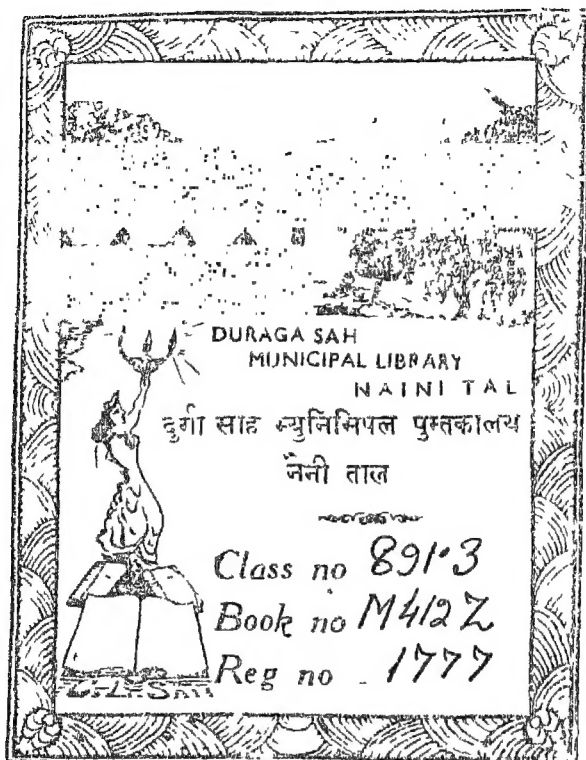 DURAGA SAH
MUNICIPAL LIBRARY
NAINI TAL
दुर्गा साह म्युनिसिपल पुस्तकालय
नैनी ताल
Class no 891.3
Book no M412Z
Reg no 1777